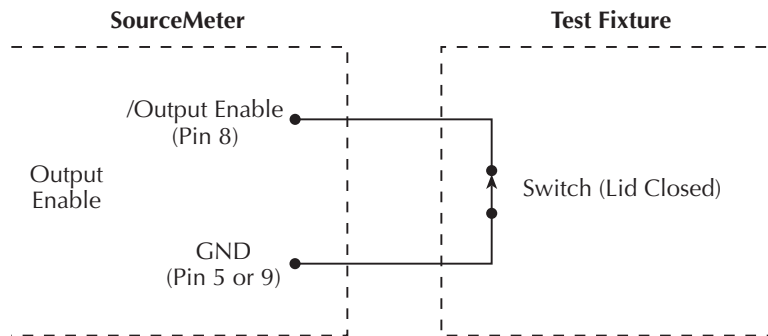 SourceMeter
Test Fixture
/Output Enable
(Pin 8)
Output
Enable
Switch (Lid Closed)
GND
(Pin 5 or 9)